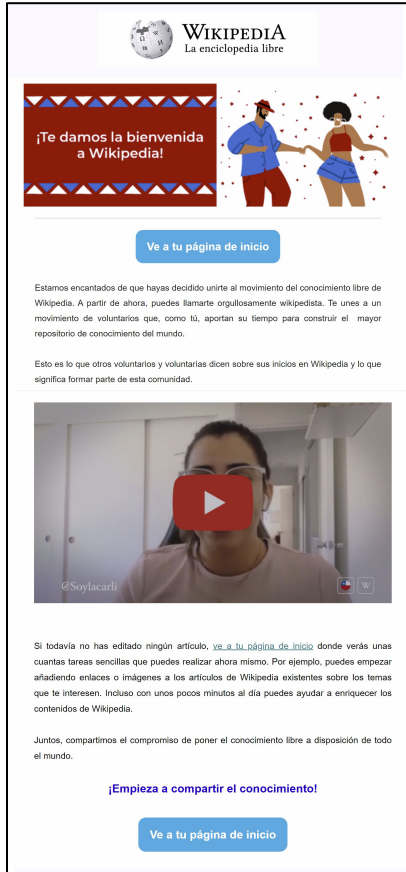 WIKIPEDIA
La enciclopedia libre
¡Te damos la bienvenida
a Wikipedia!
Ve a tu página de inicio
Estamos encantados de que hayas decidido unirte al movimiento del conocimiento libre de
Wikipedia. A partir de ahora, puedes llamarte orgullosamente wikipedista. Te unes a un
movimiento de voluntarios que, como tú, aportan su tiempo para construir el mayor
repositorio de conocimiento del mundo.
Esto es lo que otros voluntarios y voluntarias dicen sobre sus inicios en Wikipedia y lo que
significa formar parte de esta comunidad.
@Soylacarli
W
Si todavía no has editado ningún artículo, ve a tu página de inicio donde verás unas
cuantas tareas sencillas que puedes realizar ahora mismo. Por ejemplo, puedes empezar
añadiendo enlaces o imágenes a los artículos de Wikipedia existentes sobre los temas
que te interesen. Incluso con unos pocos minutos al día puedes ayudar a enriquecer los
contenidos de Wikipedia.
Juntos, compartimos el compromiso de poner el conocimiento libre a disposición de todo
el mundo.
¡Empieza a compartir el conocimiento!
Ve a tu página de inicio